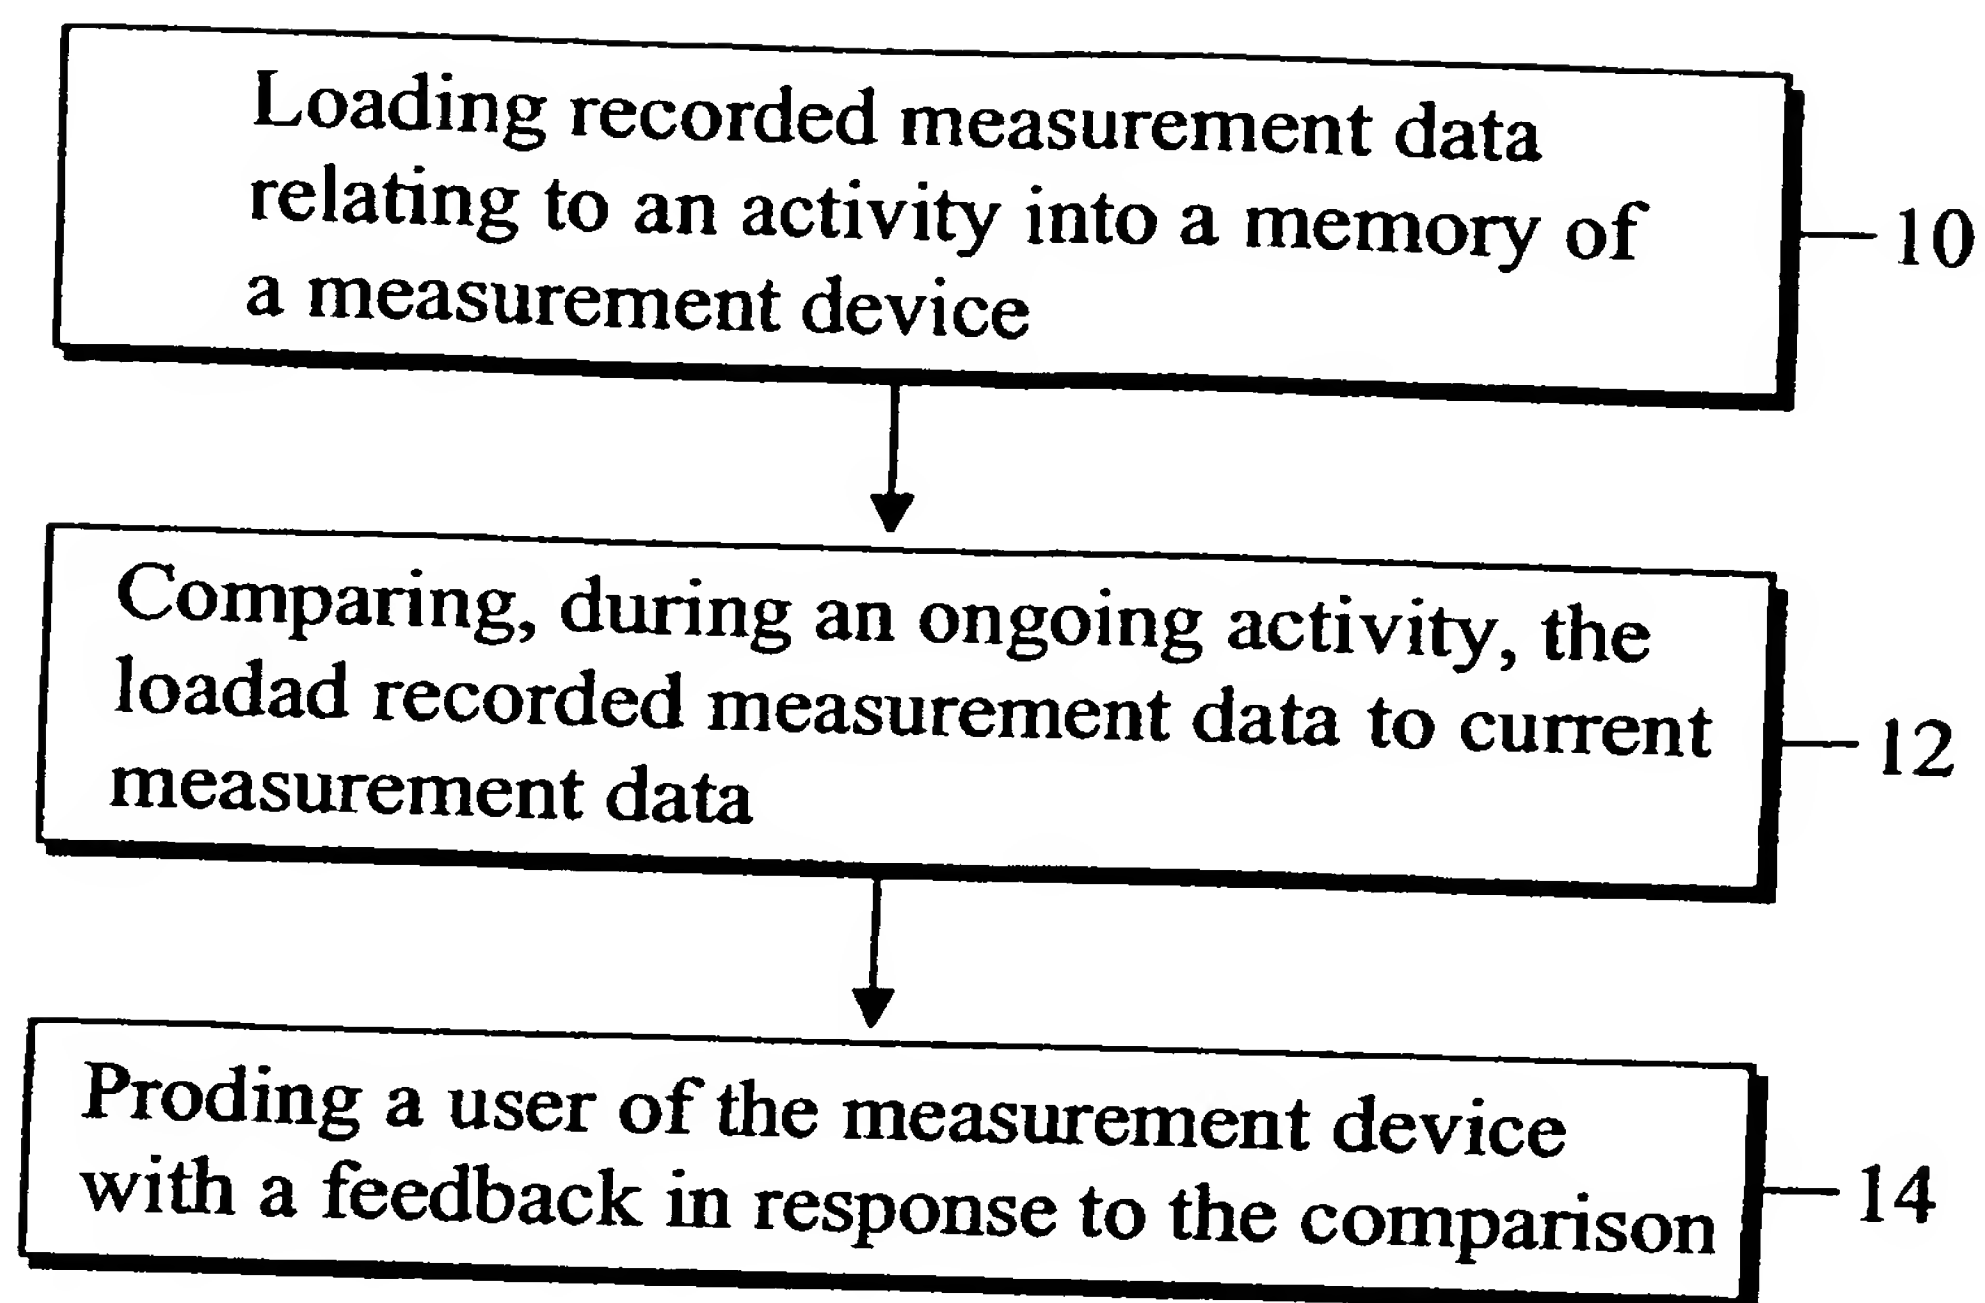 Loading recorded measurement data
relating to an activity into a memory of
a measurement device
10
Comparing, during an ongoing activity, the
loadad recorded measurement data to current
measurement data
12
Proding a user of the measurement device
with a feedback in response to the comparison
14